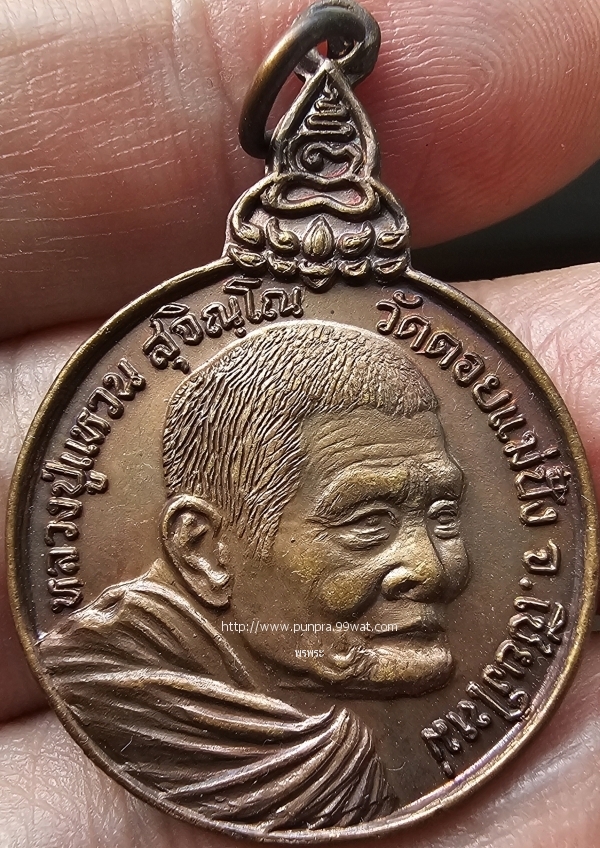 หลวงปู่แหวน สุจิณฺโณ
วัดดอยแม่ปั๋ง จ.เชียงใหม่
http://www.punpra.99wat.com
พรพระ